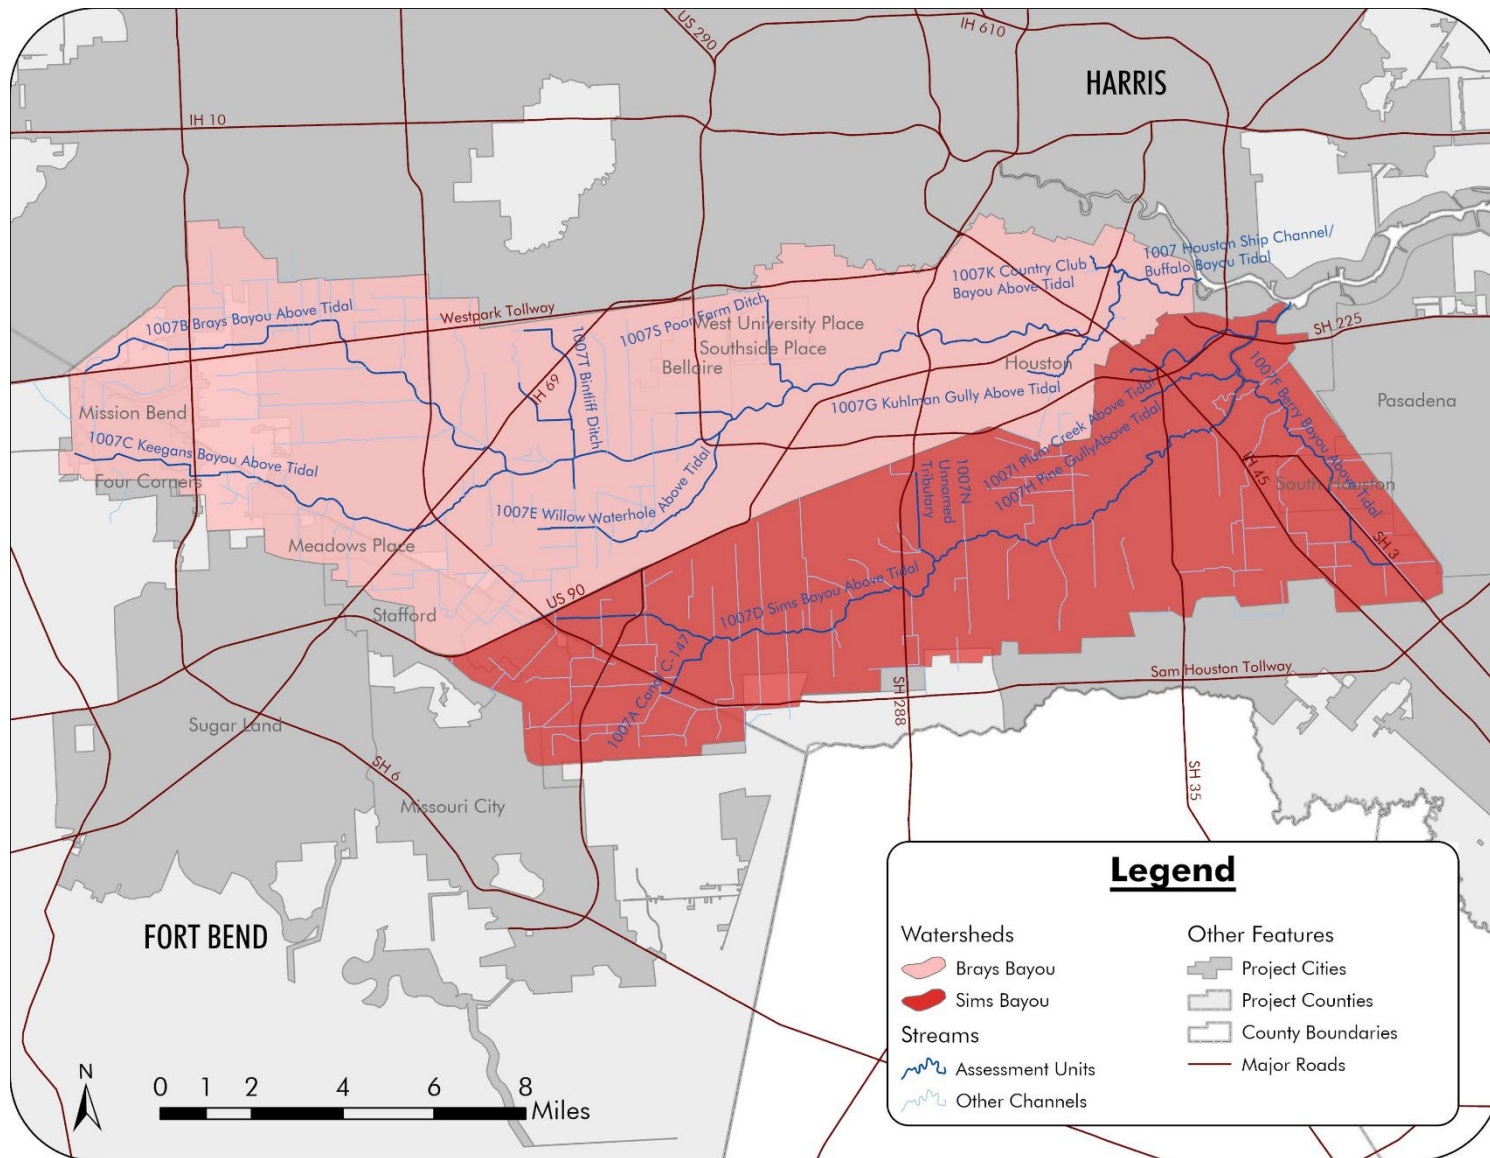 US 290
IH 610
HARRIS
IH 10
1007 Houston Ship Channel/
Buffalo Bayou Tidal
1007K Country Club
Bayou Above Tidal
1007B Brays Bayou Above Tidal
Westpark Tollway
1007S Poor Farm Ditch
West University Place
Southside Place
Bellaire
Houston
SH 225
1007T Bintliff Ditch
IH 69
1007F Berry Bayou Above Tidal
Pasadena
Mission Bend
1007G Kuhlman Gully Above Tidal
1007C Keegans Bayou Above Tidal
Four Corners
1007I Plum Creek Above Tidal
1007H Pine Gully Above Tidal
IH 45
South Houston
1007N
Unnamed
Tributary
1007E Willow Waterhole Above Tidal
Meadows Place
SH 3
US 90
Stafford
1007D Sims Bayou Above Tidal
1007A Canal C-147
Sam Houston Tollway
SH 288
Sugar Land
SH 6
SH 35
Missouri City
FORT BEND
Legend
Watersheds
Brays Bayou
Sims Bayou
Streams
Assessment Units
Other Channels
Other Features
Project Cities
Project Counties
County Boundaries
Major Roads
N
0 1 2 4 6 8
Miles